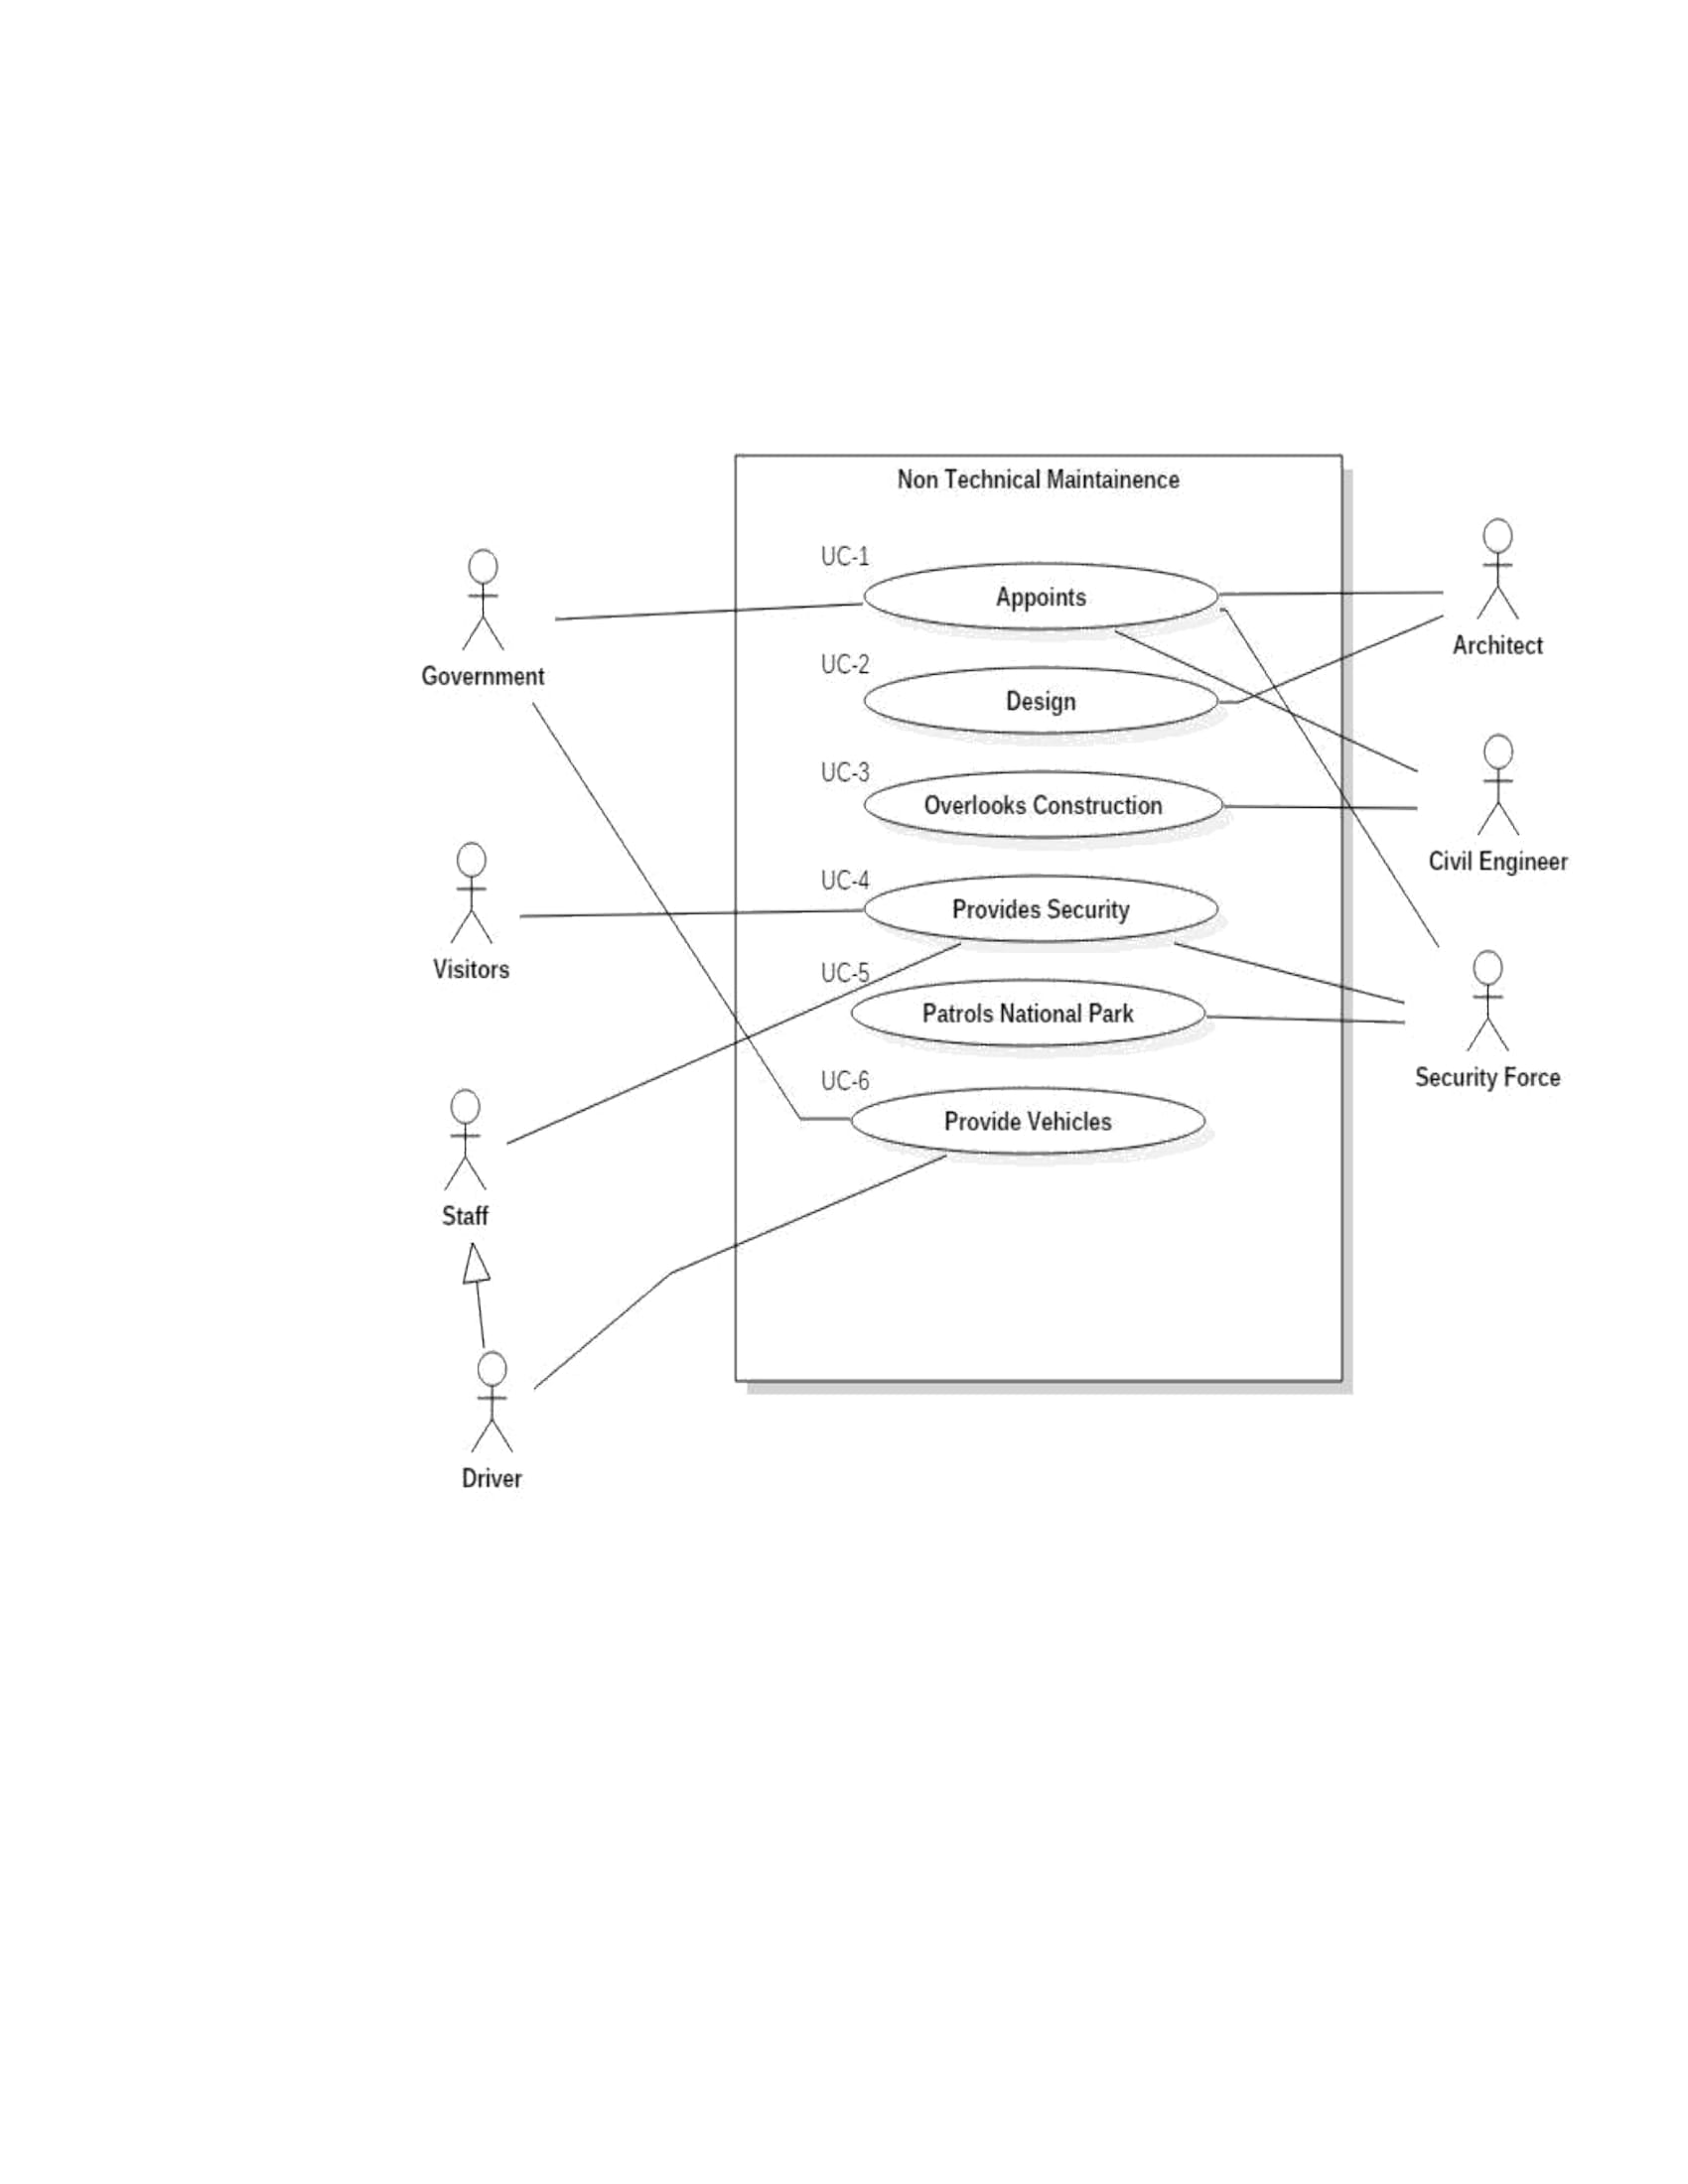 Non Technical Maintainence
UC-1
Appoints
UC-2
Design
UC-3
Overlooks Construction
UC-4
Provides Security
UC-5
Patrols National Park
UC-6
Provide Vehicles
Government
Visitors
Staff
Driver
Architect
Civil Engineer
Security Force